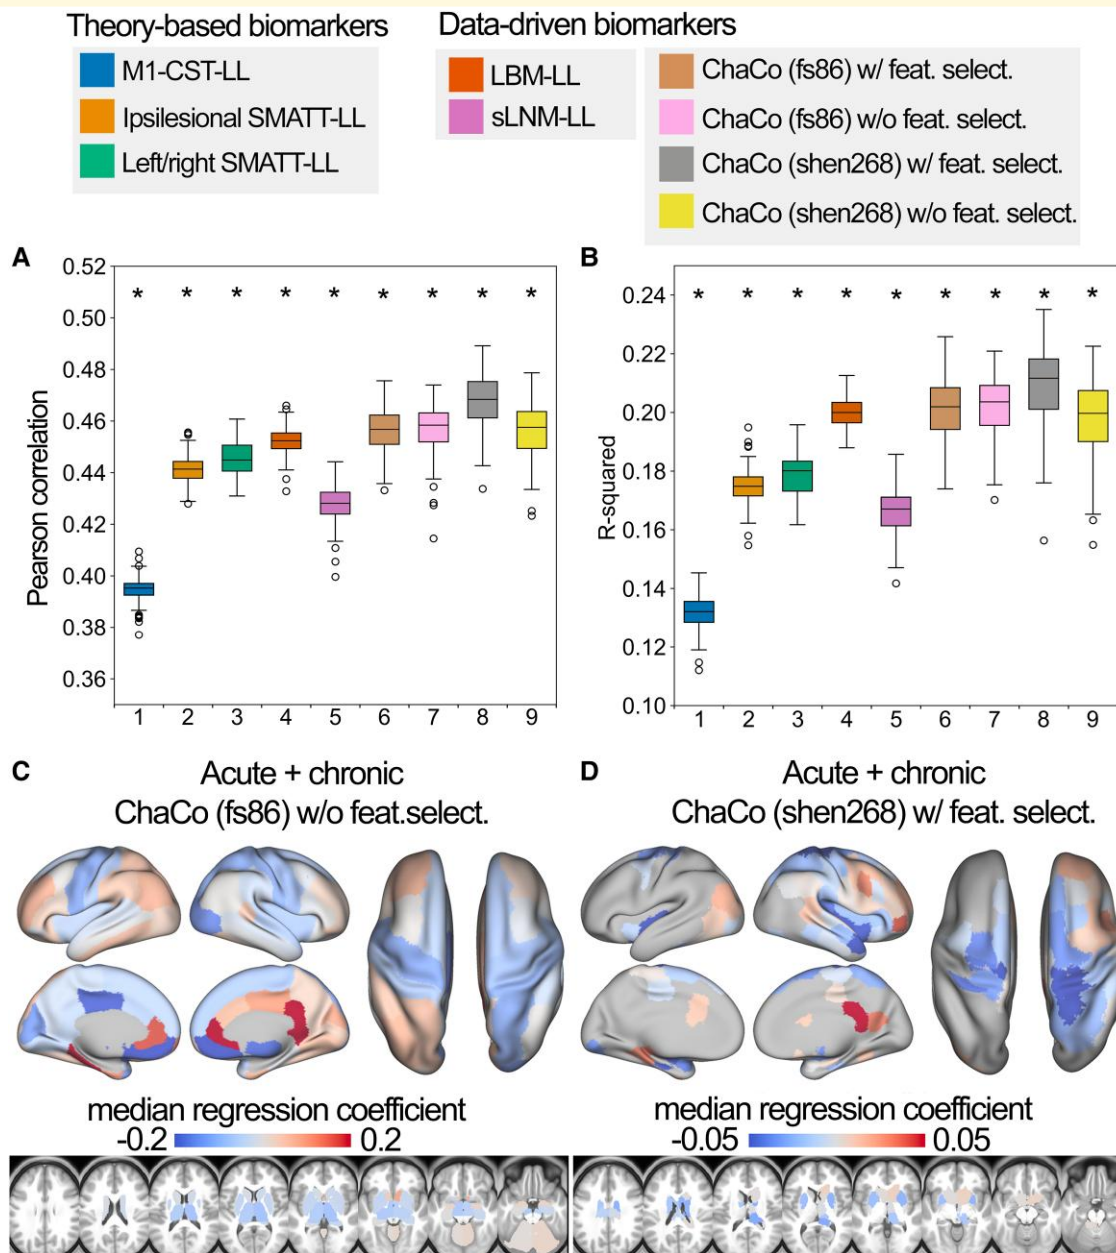 Theory-based biomarkers
M1-CST-LL
Ipsilesional SMATT-LL
Left/right SMATT-LL
Data-driven biomarkers
LBM-LL
sLNM-LL
ChaCo (fs86) w/ feat. select.
ChaCo (fs86) w/o feat. select.
ChaCo (shen268) w/ feat. select.
ChaCo (shen268) w/o feat. select.
A
Pearson correlation
0.52
0.50
0.48
0.46
0.44
0.42
0.40
0.38
0.36
* * * * * * * * *
1 2 3 4 5 6 7 8 9
B
R-squared
0.24
0.22
0.20
0.18
0.16
0.14
0.13
0.10
* * * * * * * * *
1 2 3 4 5 6 7 8 9
C
Acute + chronic
ChaCo (fs86) w/o feat.select.
median regression coefficient
-0.2 0.2
D
Acute + chronic
ChaCo (shen268) w/ feat. select.
median regression coefficient
-0.05 0.05